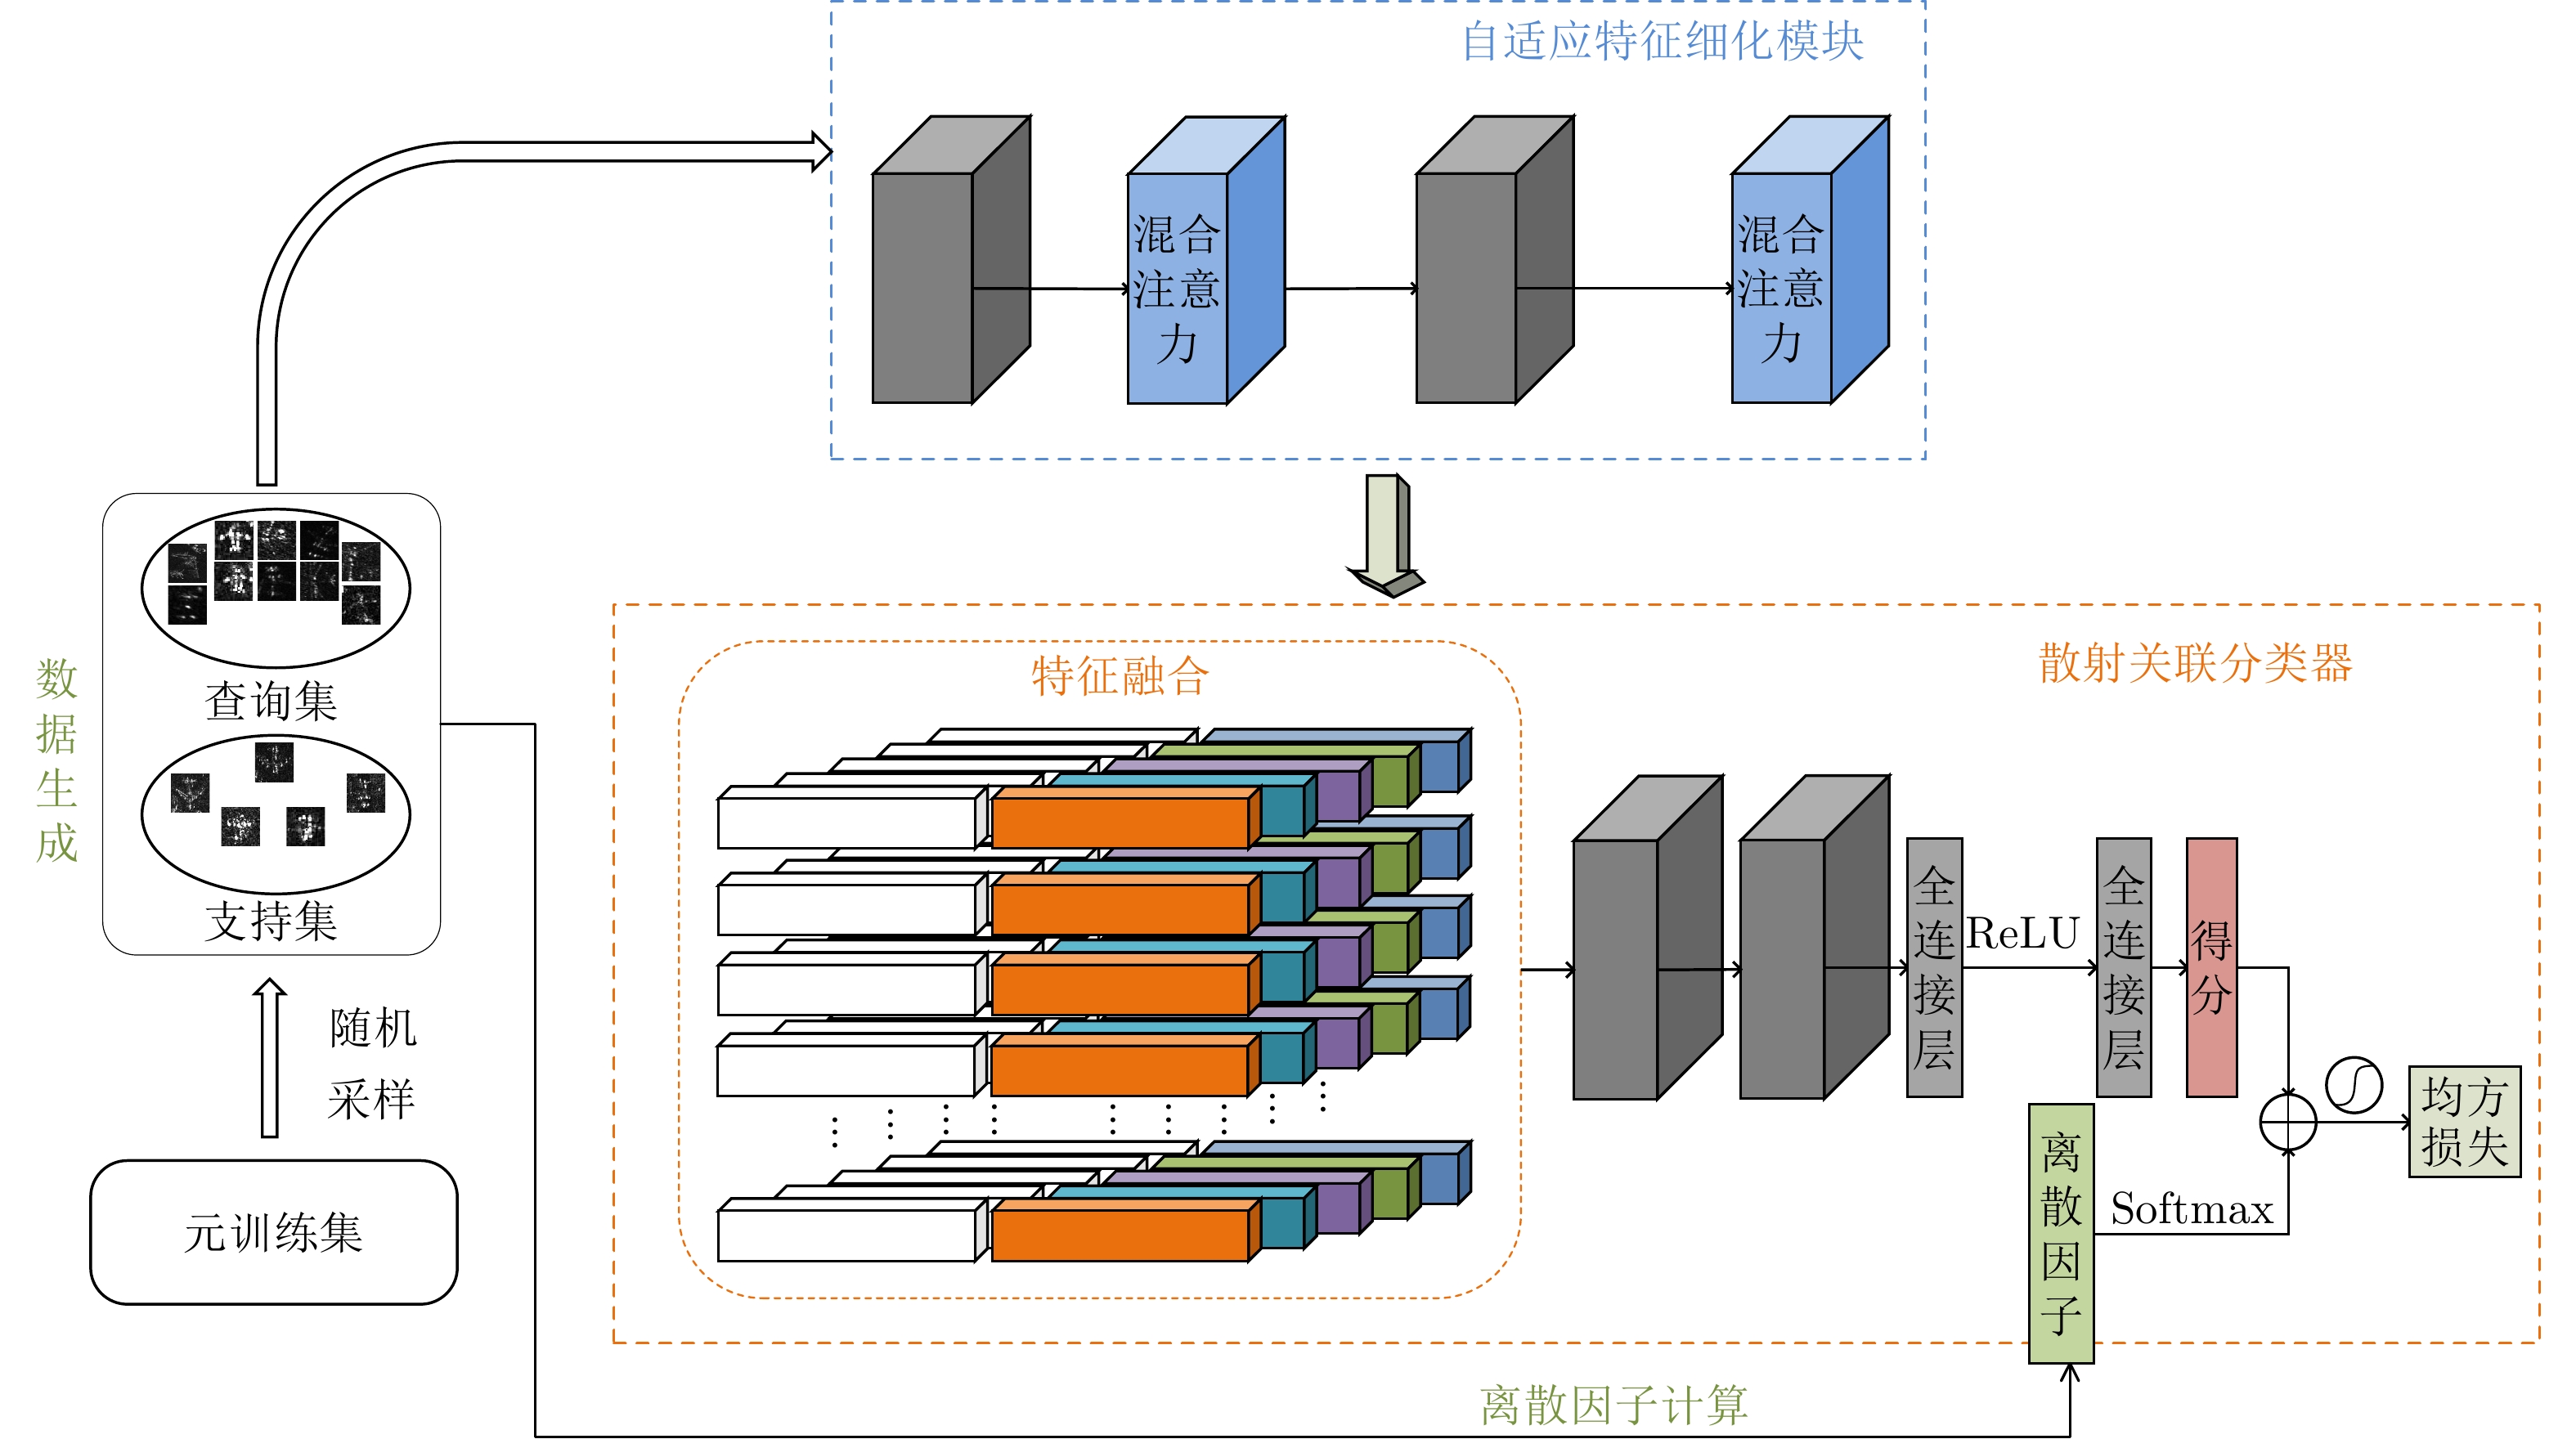 自适应特征细化模块
混合
注意
力
混合
注意
力
数据生成
查询集
支持集
随机
采样
元训练集
特征融合
散射关联分类器
全连接层
ReLU
全连接层
得分
离散因子
Softmax
均方
损失
离散因子计算